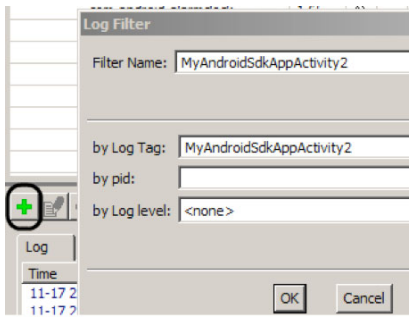 Log Filter
Filter Name: MyAndroidSdkAppActivity2
by Log Tag: MyAndroidSdkAppActivity2
by pid:
by Log level: <none>
Log
Time
11-17 2
11-17 2
OK Cancel